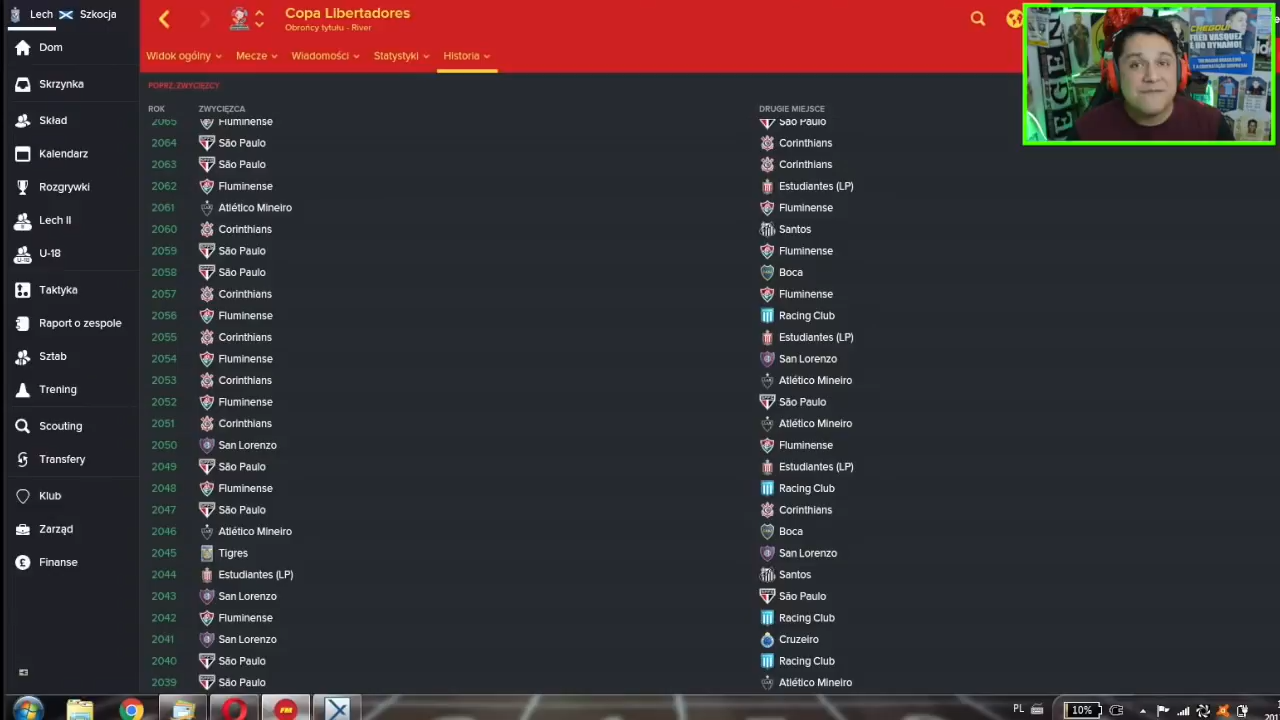 Lech
Szkocja
Copa Libertadores
Obrońcy tytułu - River
Widok ogólny
Mecze
Wiadomości
Statystyki
Historia
CHEGOU!
FRED VASQUEZ
É DO DYNAMO!
Dom
Skrzynka
Skład
Kalendarz
Rozgrywki
Lech II
U-18
Taktyka
Raport o zespole
Sztab
Trening
Scouting
Transfery
Klub
Zarząd
Finanse
POPRZ. ZWYCIĘZCY
ROK ZWYCIĘZCA DRUGIE MIEJSCE
2065 Fluminense São Paulo
2064 São Paulo Corinthians
2063 São Paulo Corinthians
2062 Fluminense Estudiantes (LP)
2061 Atlético Mineiro Fluminense
2060 Corinthians Santos
2059 São Paulo Fluminense
2058 São Paulo Boca
2057 Corinthians Fluminense
2056 Fluminense Racing Club
2055 Corinthians Estudiantes (LP)
2054 Fluminense San Lorenzo
2053 Corinthians Atlético Mineiro
2052 Fluminense São Paulo
2051 Corinthians Atlético Mineiro
2050 San Lorenzo Fluminense
2049 São Paulo Estudiantes (LP)
2048 Fluminense Racing Club
2047 São Paulo Corinthians
2046 Atlético Mineiro Boca
2045 Tigres San Lorenzo
2044 Estudiantes (LP) Santos
2043 San Lorenzo São Paulo
2042 Fluminense Racing Club
2041 San Lorenzo Cruzeiro
2040 São Paulo Racing Club
2039 São Paulo Atlético Mineiro
FM
PL
10%